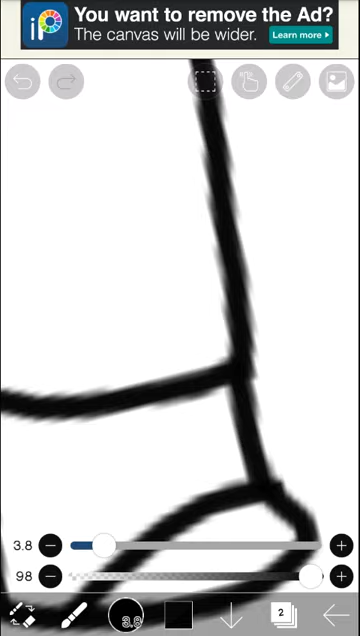 iP
You want to remove the Ad?
The canvas will be wider.
Learn more
3.8
98
3.8
2